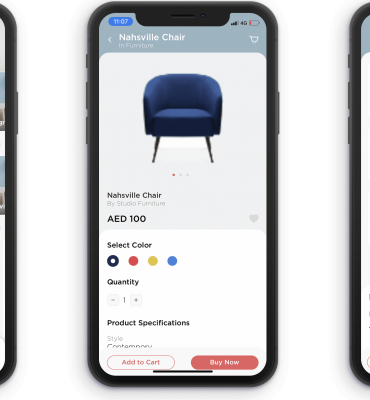 11:07
4G
Nahsville Chair
In Furniture
Nahsville Chair
By Studio Furniture
AED 100
Select Color
Quantity
− 1 +
Product Specifications
Style
Contempory
Add to Cart
Buy Now